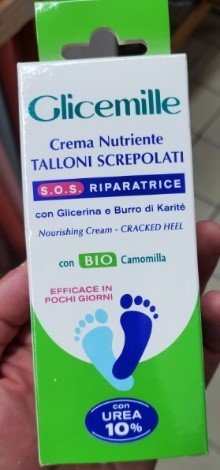 Glicemille
Crema Nutriente
TALLONI SCREPOLATI
S.O.S. RIPARATRICE
con Glicerina e Burro di Karité
Nourishing Cream - CRACKED HEEL
con BIO Camomilla
EFFICACE IN
POCHI GIORNI
con
UREA
10%